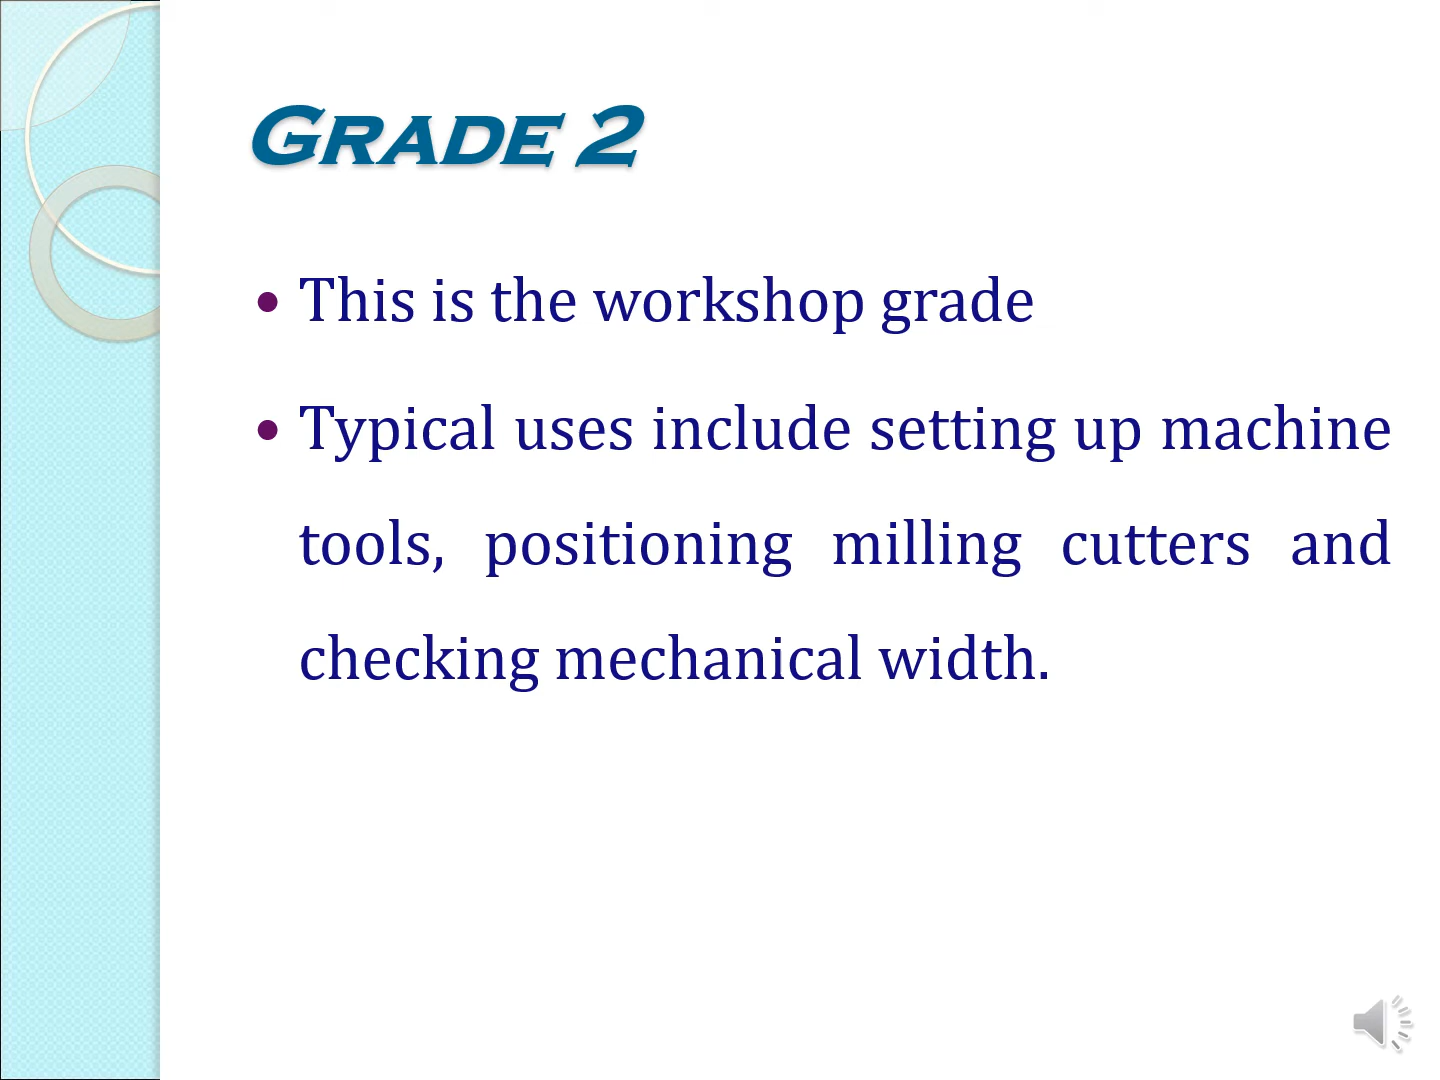 GRADE 2
• This is the workshop grade
• Typical uses include setting up machine
tools, positioning milling cutters and
checking mechanical width.